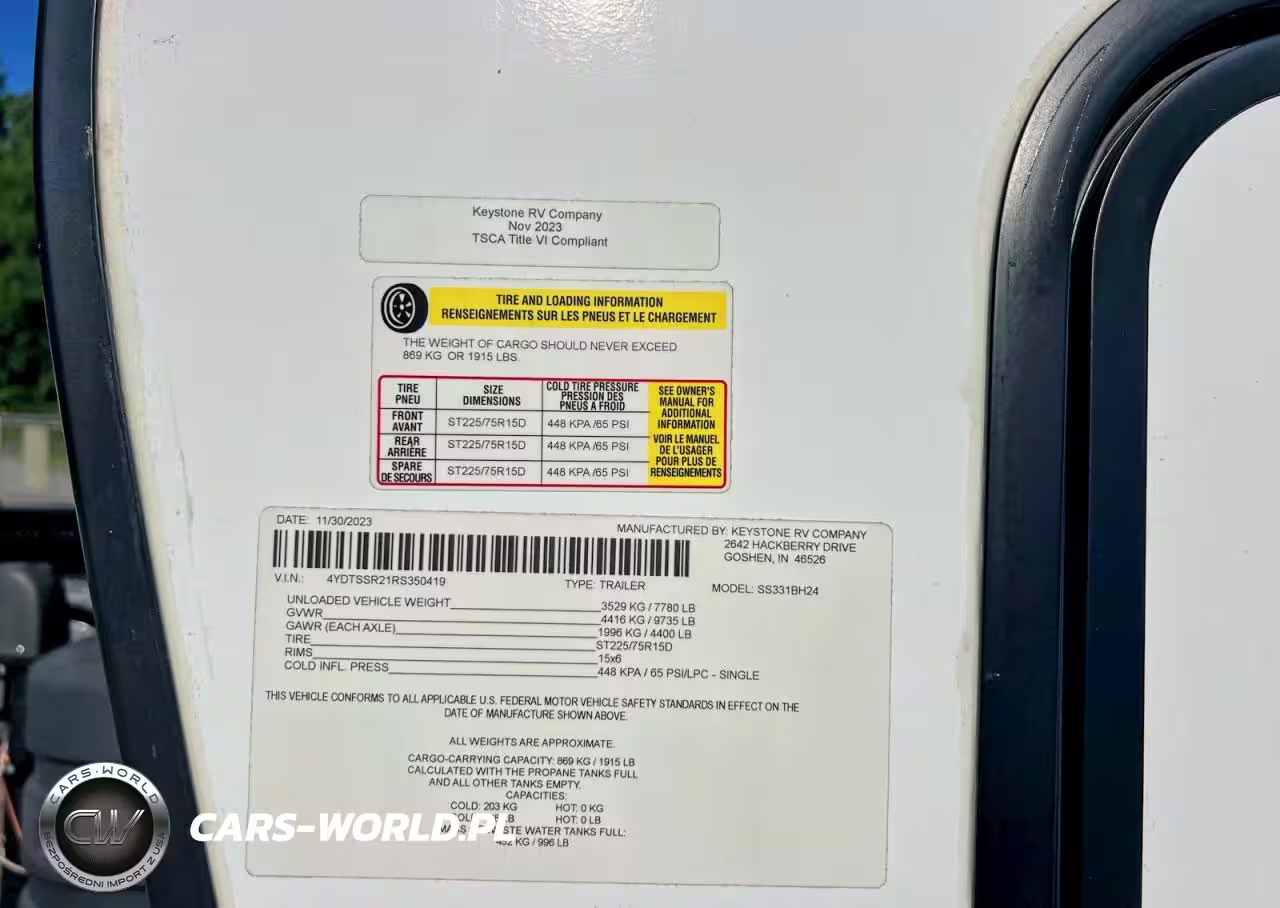 Keystone RV Company
Nov 2023
TSCA Title VI Compliant
TIRE AND LOADING INFORMATION
RENSEIGNEMENTS SUR LES PNEUS ET LE CHARGEMENT
THE WEIGHT OF CARGO SHOULD NEVER EXCEED
869 KG OR 1915 LBS.
TIRE
PNEU
SIZE
DIMENSIONS
COLD TIRE PRESSURE
PRESSION DES
PNEUS A FROID
SEE OWNER'S
MANUAL FOR
ADDITIONAL
INFORMATION
FRONT
AVANT
ST225/75R15D
448 KPA /65 PSI
REAR
ARRIÈRE
ST225/75R15D
448 KPA /65 PSI
VOIR LE MANUEL
DE L'USAGER
POUR PLUS DE
RENSEIGNEMENTS
SPARE
DE SECOURS
ST225/75R15D
448 KPA /65 PSI
DATE: 11/30/2023
MANUFACTURED BY: KEYSTONE RV COMPANY
2642 HACKBERRY DRIVE
GOSHEN, IN 46526
V.I.N.: 4YDTSSR21RS350419 TYPE: TRAILER MODEL: SS331BH24
UNLOADED VEHICLE WEIGHT 3529 KG / 7780 LB
GVWR 4416 KG / 9735 LB
GAWR (EACH AXLE) 1996 KG / 4400 LB
TIRE ST225/75R15D
RIMS 15x6
COLD INFL. PRESS 448 KPA / 65 PSI/LPC - SINGLE
THIS VEHICLE CONFORMS TO ALL APPLICABLE U.S. FEDERAL MOTOR VEHICLE SAFETY STANDARDS IN EFFECT ON THE
DATE OF MANUFACTURE SHOWN ABOVE.
ALL WEIGHTS ARE APPROXIMATE.
CARGO-CARRYING CAPACITY: 869 KG / 1915 LB
CALCULATED WITH THE PROPANE TANKS FULL
AND ALL OTHER TANKS EMPTY.
CAPACITIES:
COLD: 203 KG HOT: 0 KG
LB HOT: 0 LB
WATER TANKS FULL:
KG / 996 LB
CARS-WORLD.PL
CARS-WORLD
CW
BEZPOŚREDNI IMPORT Z USA